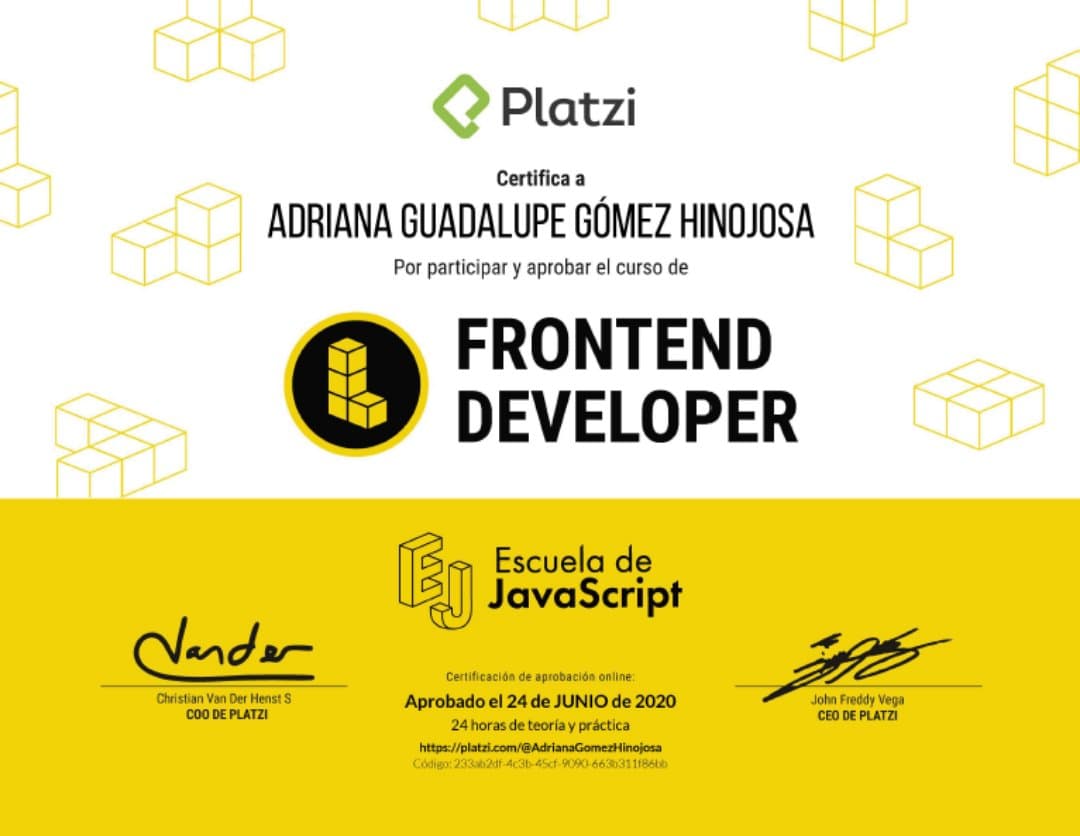 Platzi
Certifica a
ADRIANA GUADALUPE GÓMEZ HINOJOSA
Por participar y aprobar el curso de
FRONTEND
DEVELOPER
EJ
Escuela de
JavaScript
Vander
Christian Van Der Henst S
COO DE PLATZI
Certificación de aprobación online:
Aprobado el 24 de JUNIO de 2020
24 horas de teoría y práctica
https://platzi.com/@AdrianaGomezHinojosa
Código: 233ab2df-4c3b-45cf-9090-663b311f86bb
John Freddy Vega
CEO DE PLATZI